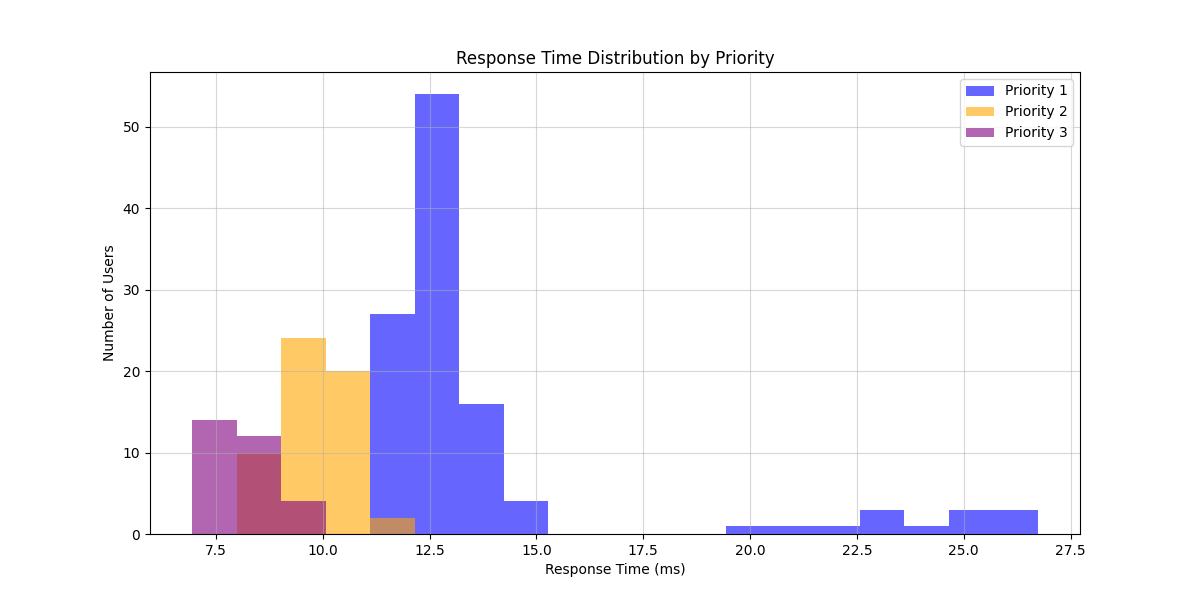 Response Time Distribution by Priority
Priority 1
Priority 2
Priority 3
Number of Users
50
40
30
20
10
0
7.5 10.0 12.5 15.0 17.5 20.0 22.5 25.0 27.5
Response Time (ms)